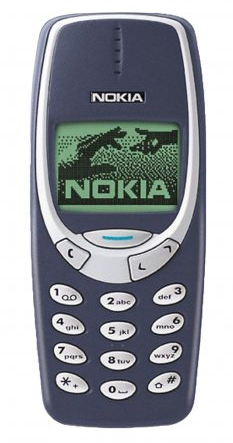 NOKIA
NOKIA
C
1 2abc def3
4ghi 5jkl mno6
7pqrs 8tuv wxyz9
*+ 0 #